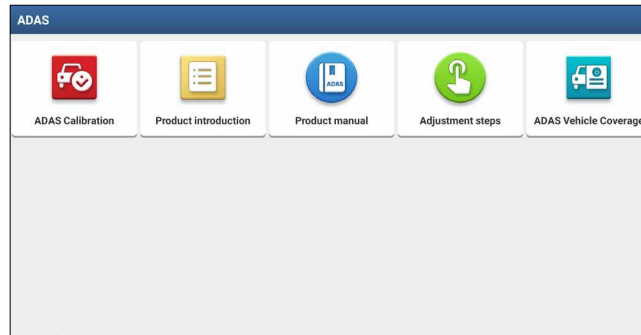 ADAS
ADAS
ADAS Calibration
Product introduction
Product manual
Adjustment steps
ADAS Vehicle Coverage